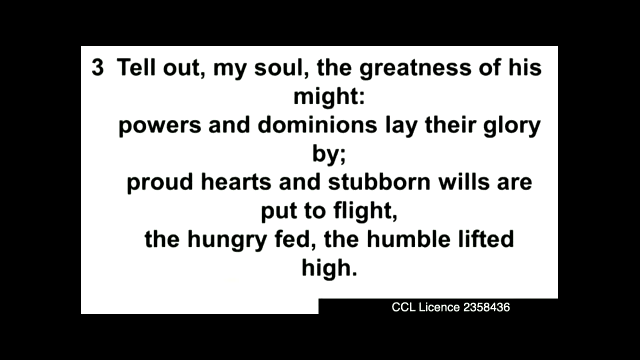 3 Tell out, my soul, the greatness of his
might:
powers and dominions lay their glory
by;
proud hearts and stubborn wills are
put to flight,
the hungry fed, the humble lifted
high.
CCL Licence 2358436